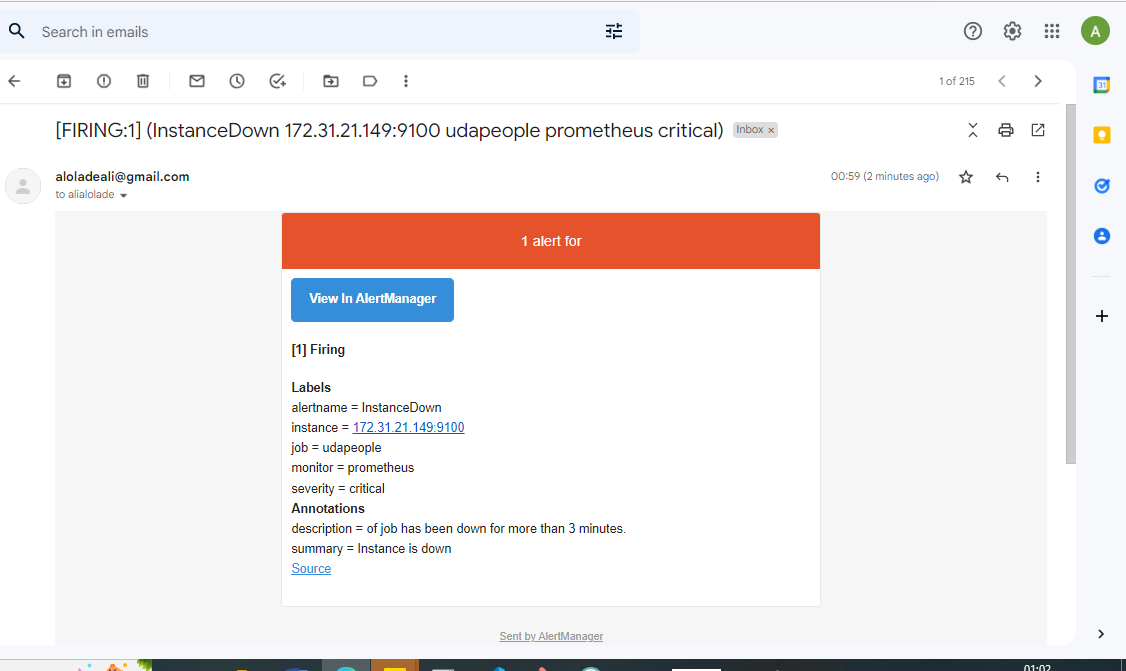 Search in emails
A
1 of 215
31
[FIRING:1] (InstanceDown 172.31.21.149:9100 udapeople prometheus critical) Inbox x
aloladeali@gmail.com
00:59 (2 minutes ago)
to alialolade
1 alert for
View In AlertManager
[1] Firing
Labels
alertname = InstanceDown
instance = 172.31.21.149:9100
job = udapeople
monitor = prometheus
severity = critical
Annotations
description = of job has been down for more than 3 minutes.
summary = Instance is down
Source
Sent by AlertManager
01:02